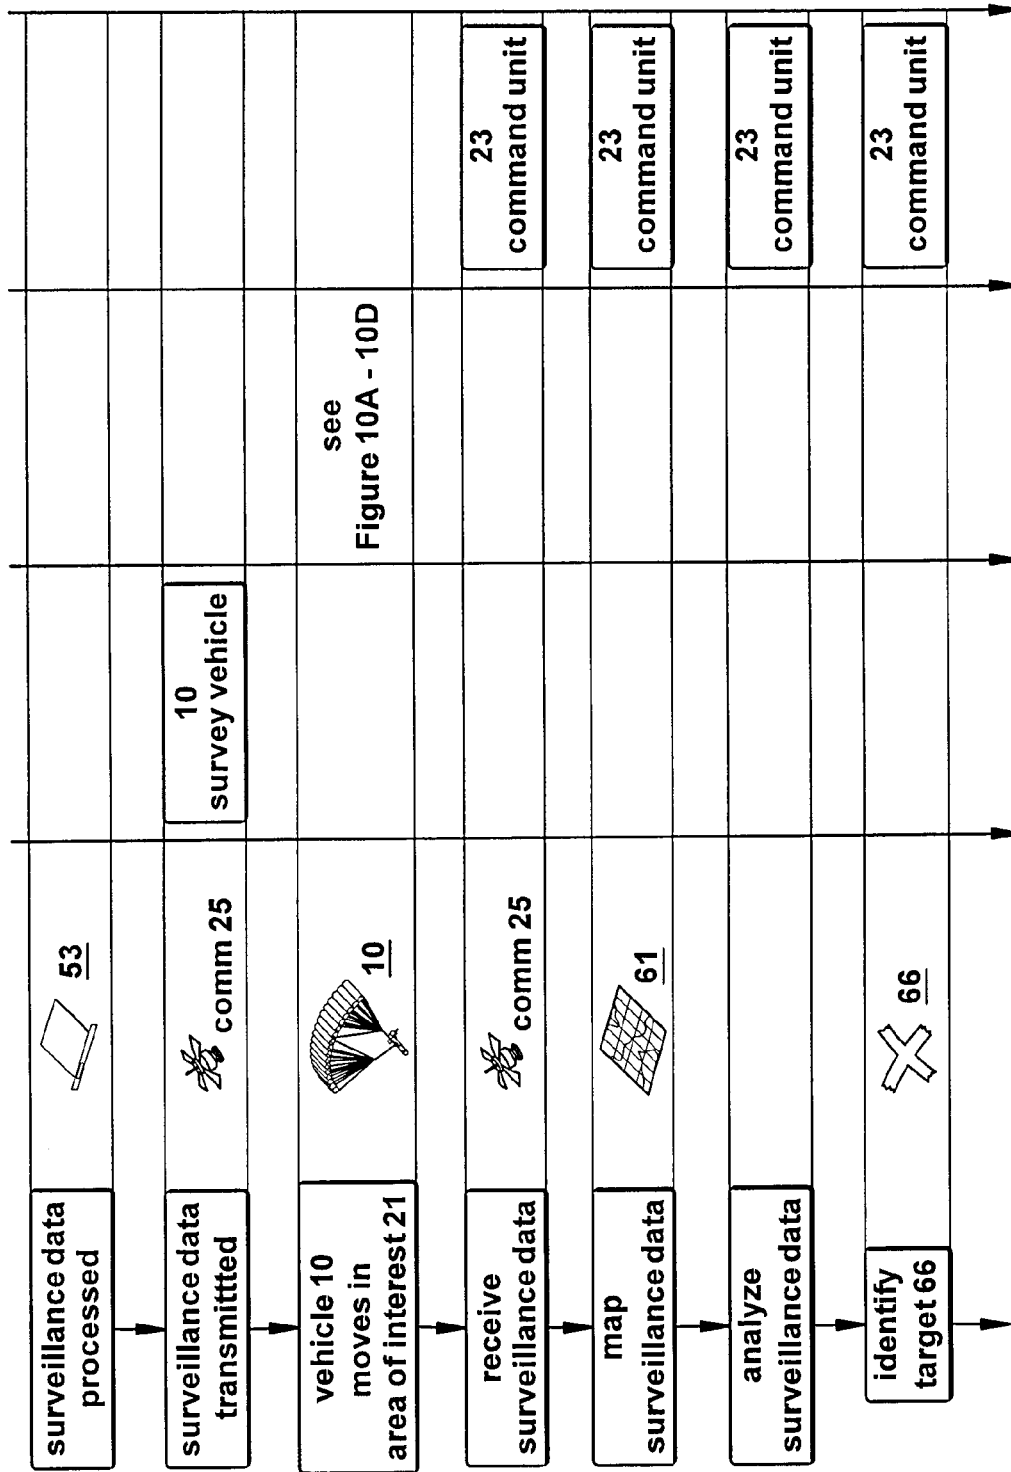 surveillance data
processed
53
surveillance data
transmittted
comm 25
10
survey vehicle
vehicle 10
moves in
area of interest 21
10
see
Figure 10A - 10D
receive
surveillance data
comm 25
23
command unit
map
surveillance data
61
23
command unit
analyze
surveillance data
23
command unit
identify
target 66
66
23
command unit